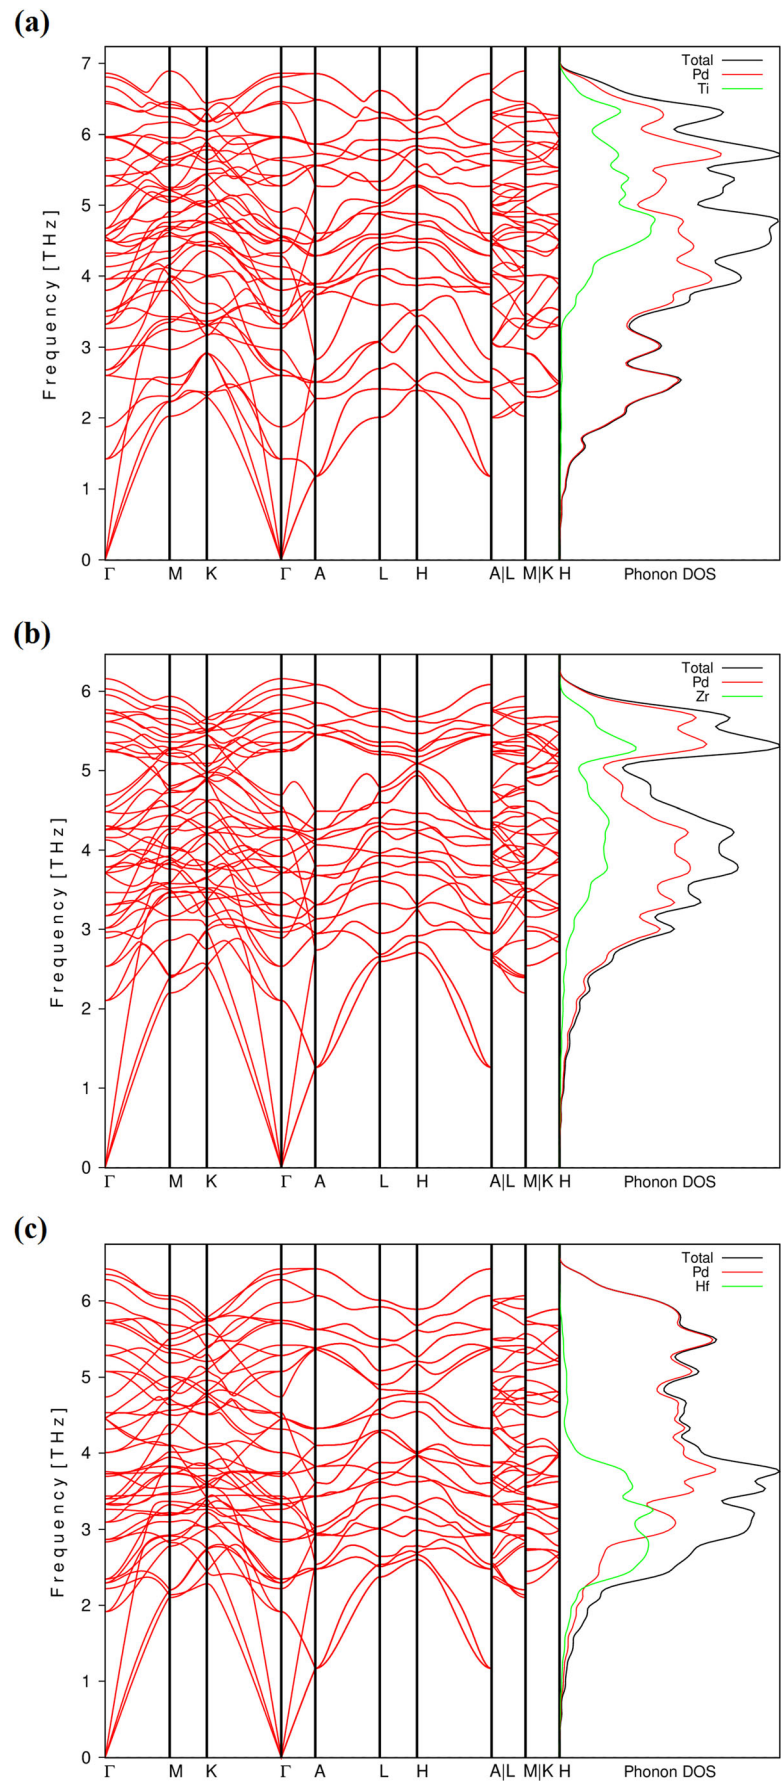 (a)
7
6
5
4
3
2
1
0
Frequency [THz]
Total
Pd
Ti
Γ M K Γ A L H A|L M|K H Phonon DOS
(b)
6
5
4
3
2
1
0
Frequency [THz]
Total
Pd
Zr
Γ M K Γ A L H A|L M|K H Phonon DOS
(c)
6
5
4
3
2
1
0
Frequency [THz]
Total
Pd
Hf
Γ M K Γ A L H A|L M|K H Phonon DOS